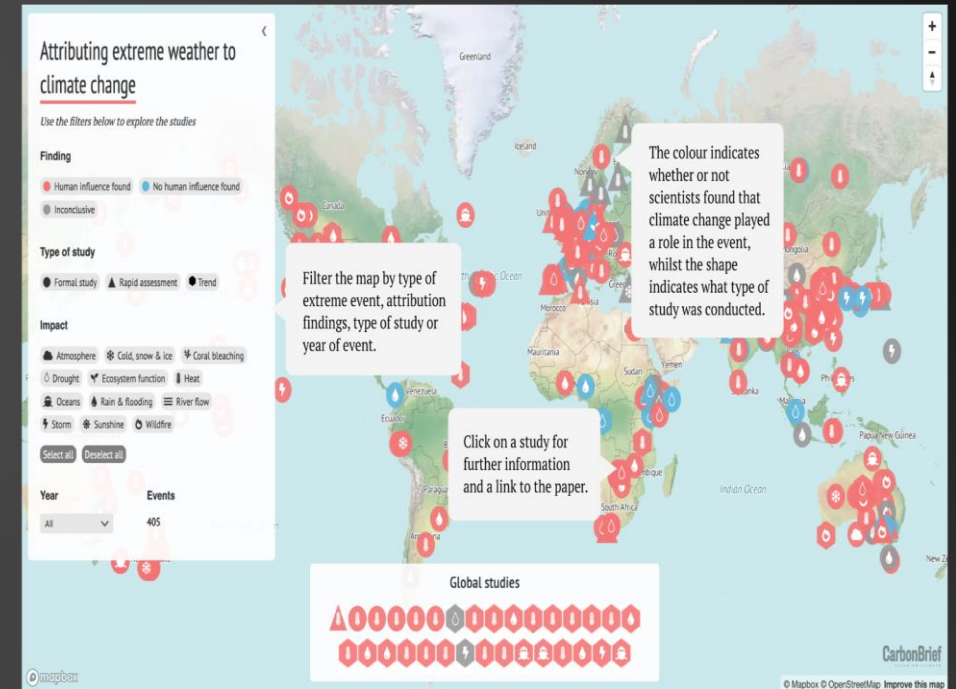 Attributing extreme weather to
climate change
Use the filters below to explore the studies
Finding
Human influence found
No human influence found
Inconclusive
Type of study
Formal study
Rapid assessment
Trend
Impact
Atmosphere
Cold, snow & ice
Coral bleaching
Drought
Ecosystem function
Heat
Oceans
Rain & flooding
River flow
Storm
Sunshine
Wildfire
Select all
Deselect all
Year
Events
All
405
Filter the map by type of
extreme event, attribution
findings, type of study or
year of event.
The colour indicates
whether or not
scientists found that
climate change played
a role in the event,
whilst the shape
indicates what type of
study was conducted.
Click on a study for
further information
and a link to the paper.
Greenland
Iceland
Canada
Ocean
Morocco
Mauritania
Sudan
Yemen
Venezuela
South Africa
Indian Ocean
Papua New Guinea
Global studies
mapbox
CarbonBrief
© Mapbox © OpenStreetMap Improve this map